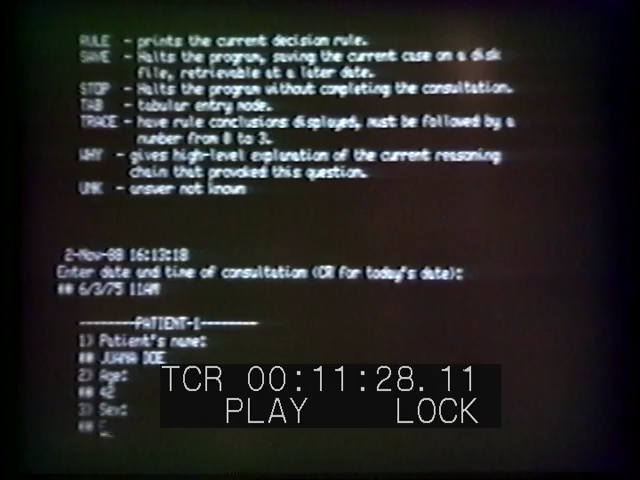 RULE - prints the current decision rule.
SAVE - Halts the program, saving the current case on a disk
file, retrievable at a later date.
STOP - Halts the program without completing the consultation.
TAB - tabular entry mode.
TRACE - have rule conclusions displayed, must be followed by a
number from 0 to 3.
WHY - gives high-level explanation of the current reasoning
chain that provoked this question.
UNK - answer not known
16:13:18
Enter date and time of consultation (CR for today's date):
## 6/3/75 11AM
--------PATIENT-1--------
1) Patient's name:
## JUANA DOE
2) Age:
## 42
3) Sex:
##
TCR 00:11:28.11
PLAY LOCK